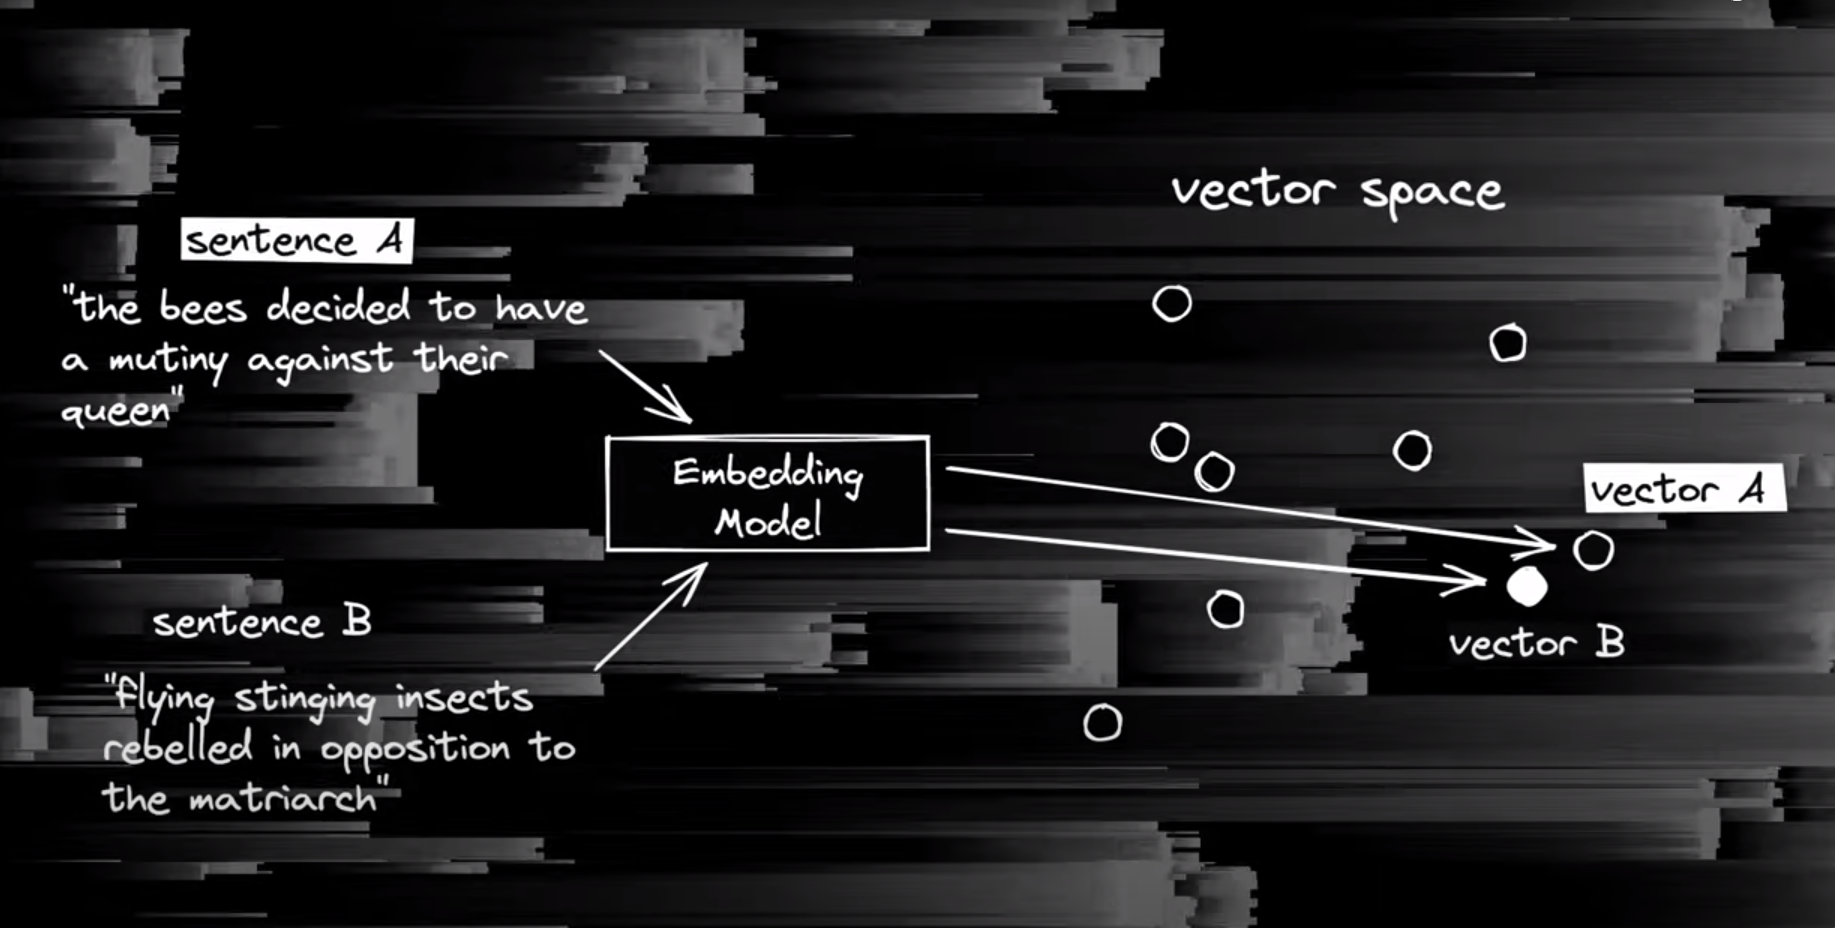 vector space
sentence A
"the bees decided to have
a mutiny against their
queen"
Embedding
Model
vector A
sentence B
vector B
"flying stinging insects
rebelled in opposition to
the matriarch"